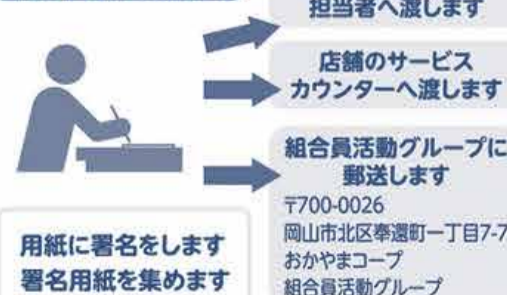 担当者へ渡します
店舗のサービス
カウンターへ渡します
組合員活動グループに
郵送します
〒700-0026
岡山市北区奉還町一丁目7-7
おかやまコープ
組合員活動グループ
用紙に署名をします
署名用紙を集めます